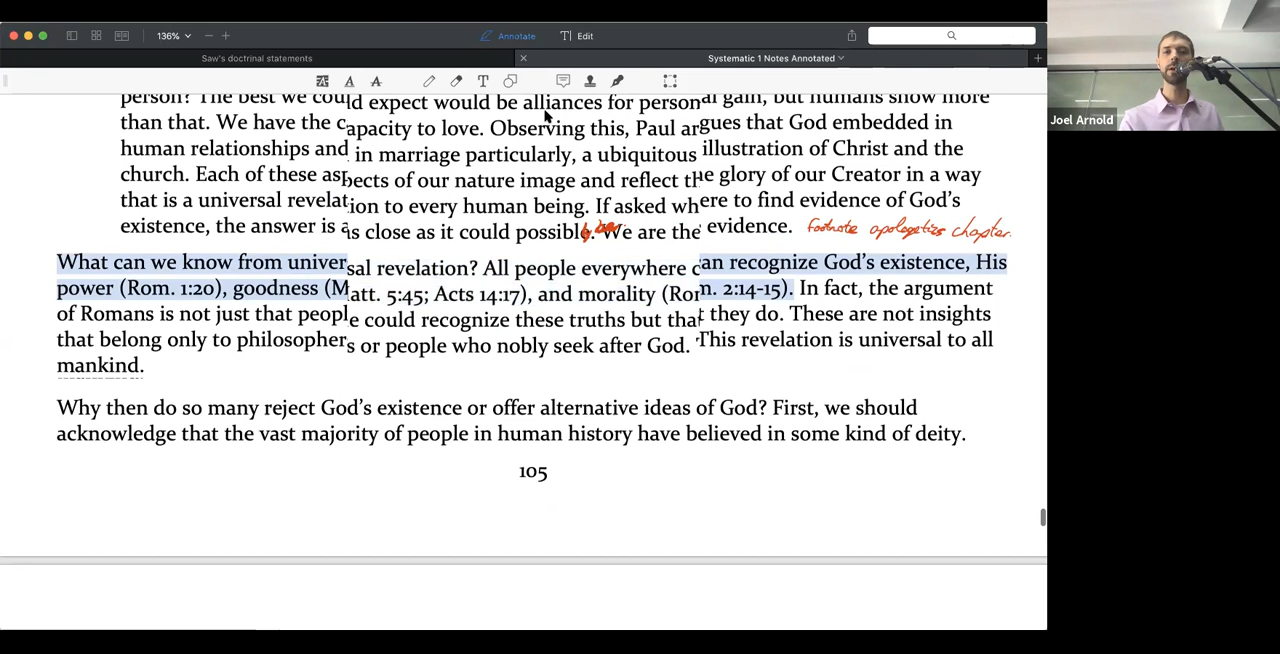 136%
Annotate
Edit
Saw's doctrinal statements
Systematic 1 Notes Annotated
person? The best we could expect would be alliances for personal gain, but humans show more
than that. We have the capacity to love. Observing this, Paul argues that God embedded in
human relationships and in marriage particularly, a ubiquitous illustration of Christ and the
church. Each of these aspects of our nature image and reflect the glory of our Creator in a way
that is a universal revelation to every human being. If asked where to find evidence of God's
existence, the answer is as close as it could possibly. We are the evidence. footnote apologetics chapter.
What can we know from universal revelation? All people everywhere can recognize God's existence, His
power (Rom. 1:20), goodness (Matt. 5:45; Acts 14:17), and morality (Rom. 2:14-15). In fact, the argument
of Romans is not just that people could recognize these truths but that they do. These are not insights
that belong only to philosophers or people who nobly seek after God. This revelation is universal to all
mankind.
Why then do so many reject God's existence or offer alternative ideas of God? First, we should
acknowledge that the vast majority of people in human history have believed in some kind of deity.
105
Joel Arnold